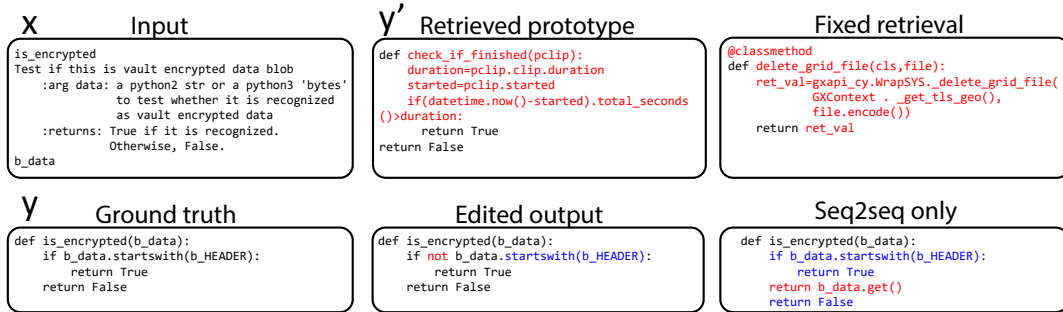 x Input
is_encrypted
Test if this is vault encrypted data blob
:arg data: a python2 str or a python3 'bytes'
to test whether it is recognized
as vault encrypted data
:returns: True if it is recognized.
Otherwise, False.
b_data
y’ Retrieved prototype
def check_if_finished(pclip):
duration=pclip.clip.duration
started=pclip.started
if(datetime.now()-started).total_seconds
()>duration:
return True
return False
Fixed retrieval
@classmethod
def delete_grid_file(cls,file):
ret_val=gxapi_cy.WrapSYS._delete_grid_file(
GXContext . _get_tls_geo(),
file.encode())
return ret_val
y Ground truth
def is_encrypted(b_data):
if b_data.startswith(b_HEADER):
return True
return False
Edited output
def is_encrypted(b_data):
if not b_data.startswith(b_HEADER):
return True
return False
Seq2seq only
def is_encrypted(b_data):
if b_data.startswith(b_HEADER):
return True
return b_data.get()
return False